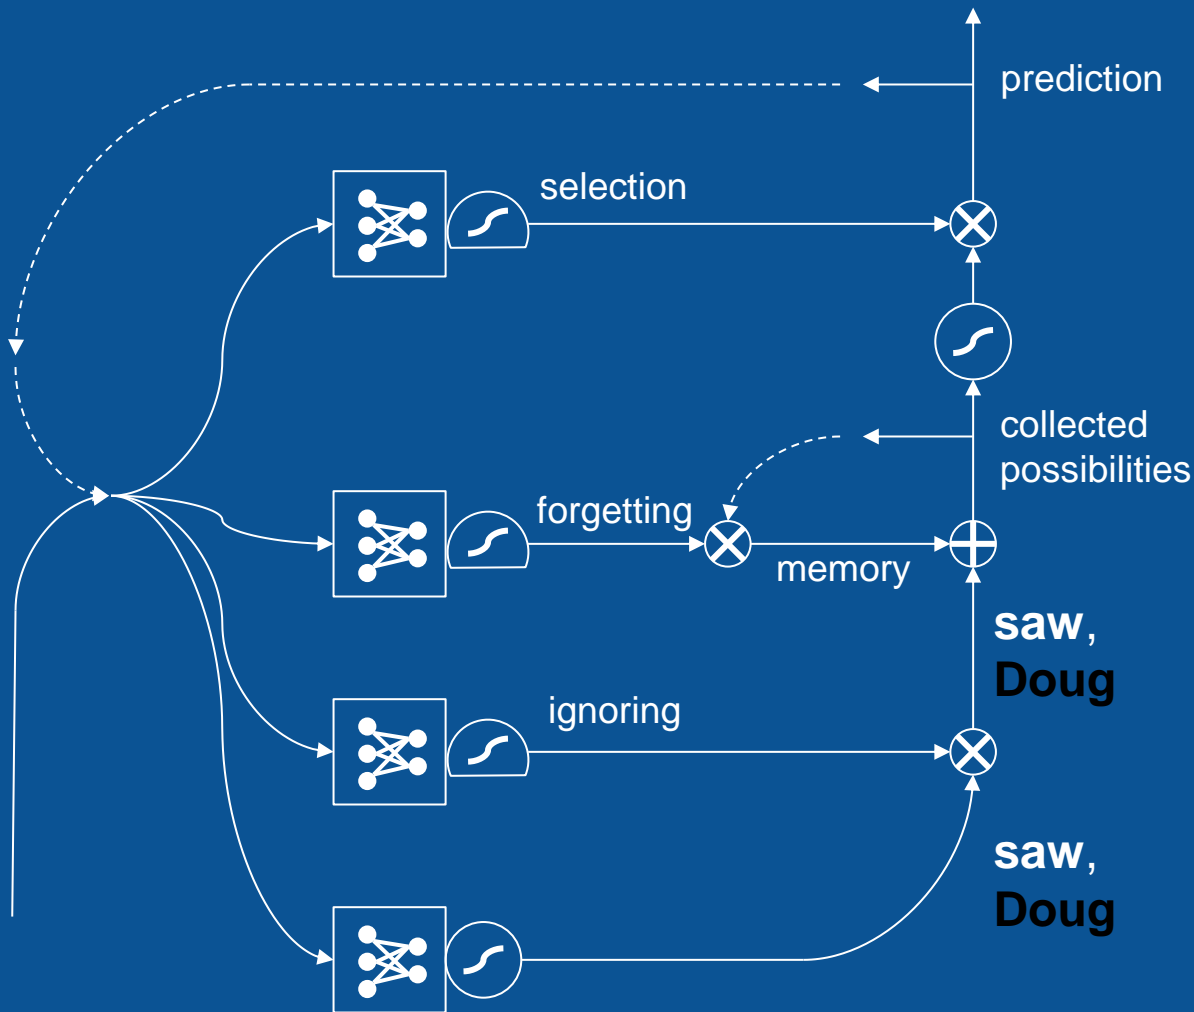 prediction
selection
collected
possibilities
forgetting
memory
saw,
Doug
ignoring
saw,
Doug